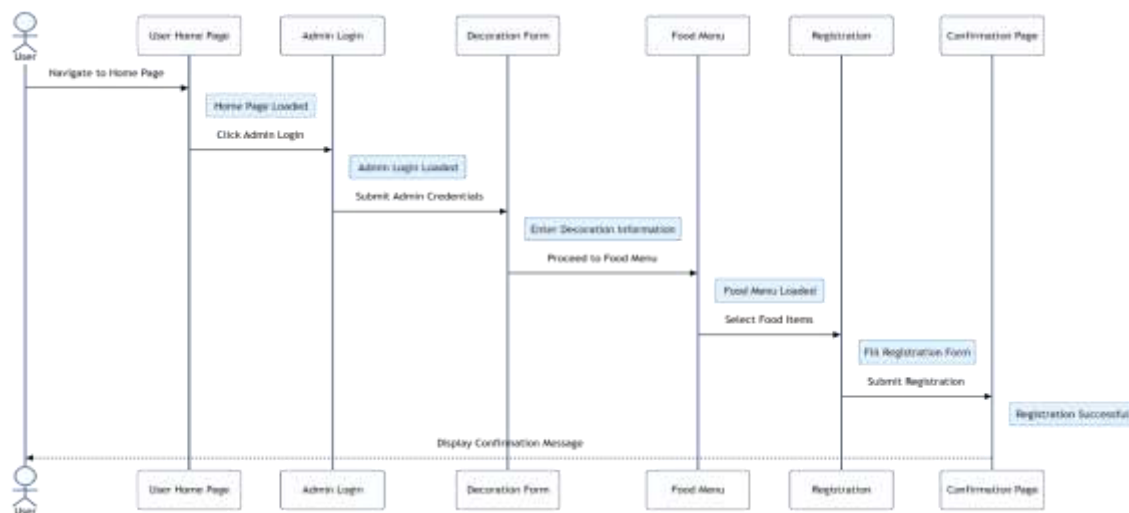 User Home Page
Admin Login
Decoration Form
Food Menu
Registration
Confirmation Page
User
Navigate to Home Page
Home Page Loaded
Click Admin Login
Admin Login Loaded
Submit Admin Credentials
Enter Decoration Information
Proceed to Food Menu
Food Menu Loaded
Select Food Items
Fill Registration Form
Submit Registration
Registration Successful
Display Confirmation Message
User Home Page
Admin Login
Decoration Form
Food Menu
Registration
Confirmation Page
User